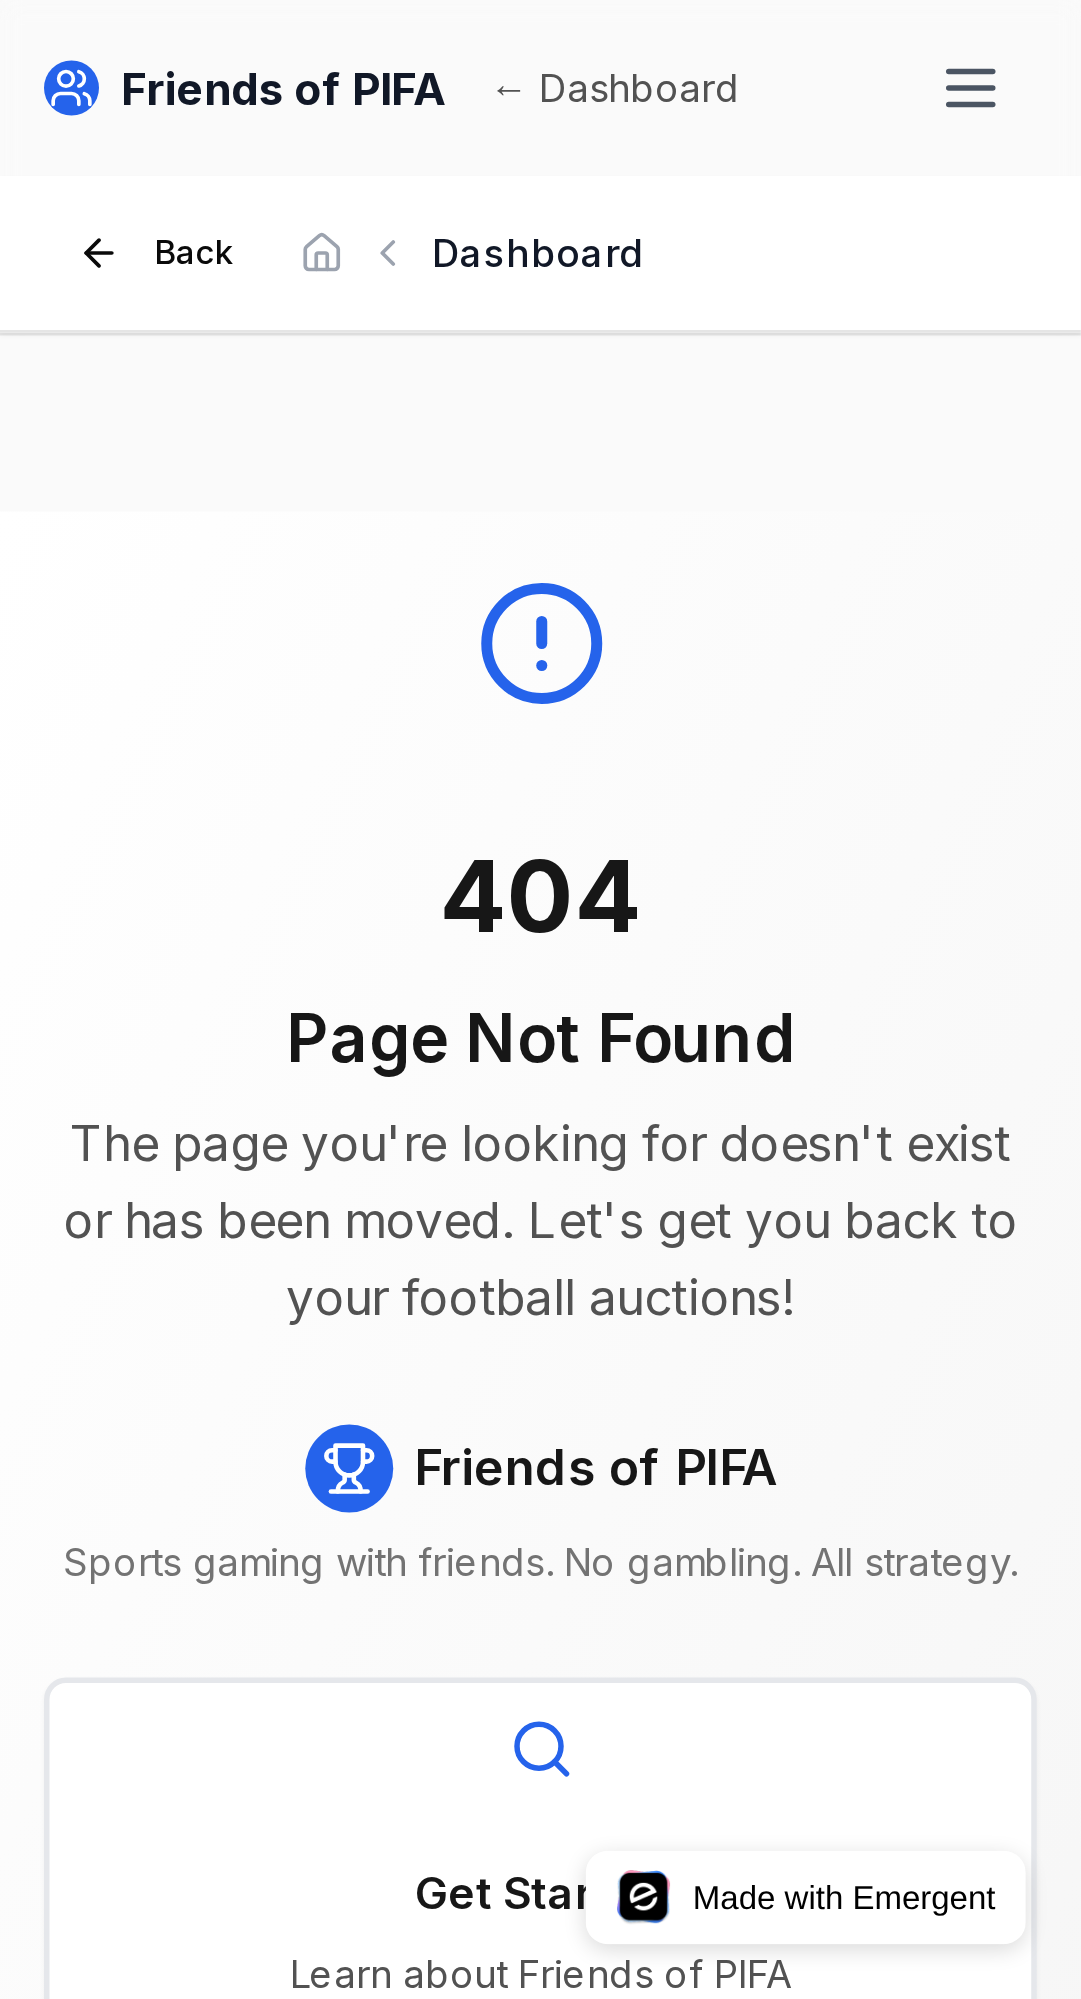 Friends of PIFA ← Dashboard
Back Dashboard
404
Page Not Found
The page you're looking for doesn't exist
or has been moved. Let's get you back to
your football auctions!
Friends of PIFA
Sports gaming with friends. No gambling. All strategy.
Get Star
Made with Emergent
Learn about Friends of PIFA